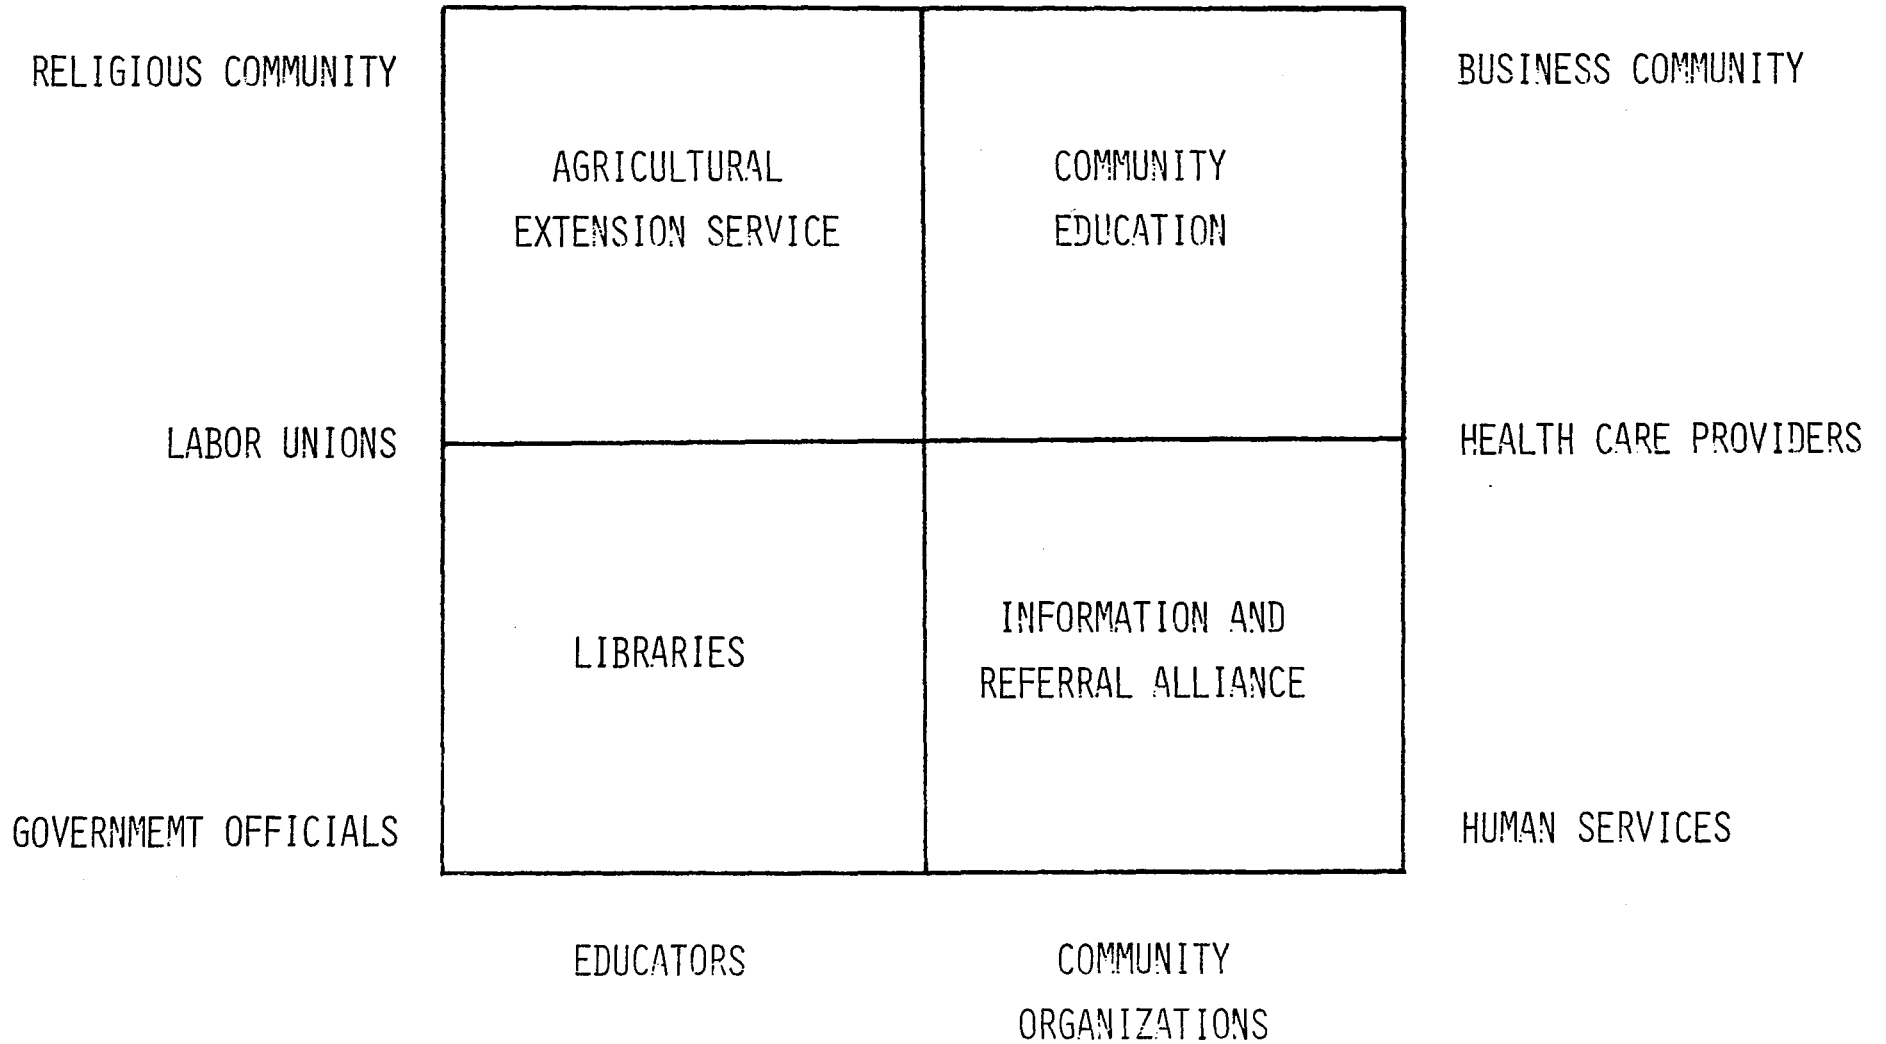 RELIGIOUS COMMUNITY
BUSINESS COMMUNITY
AGRICULTURAL
EXTENSION SERVICE
COMMUNITY
EDUCATION
LABOR UNIONS
HEALTH CARE PROVIDERS
LIBRARIES
INFORMATION AND
REFERRAL ALLIANCE
GOVERNMEMT OFFICIALS
HUMAN SERVICES
EDUCATORS
COMMUNITY
ORGANIZATIONS